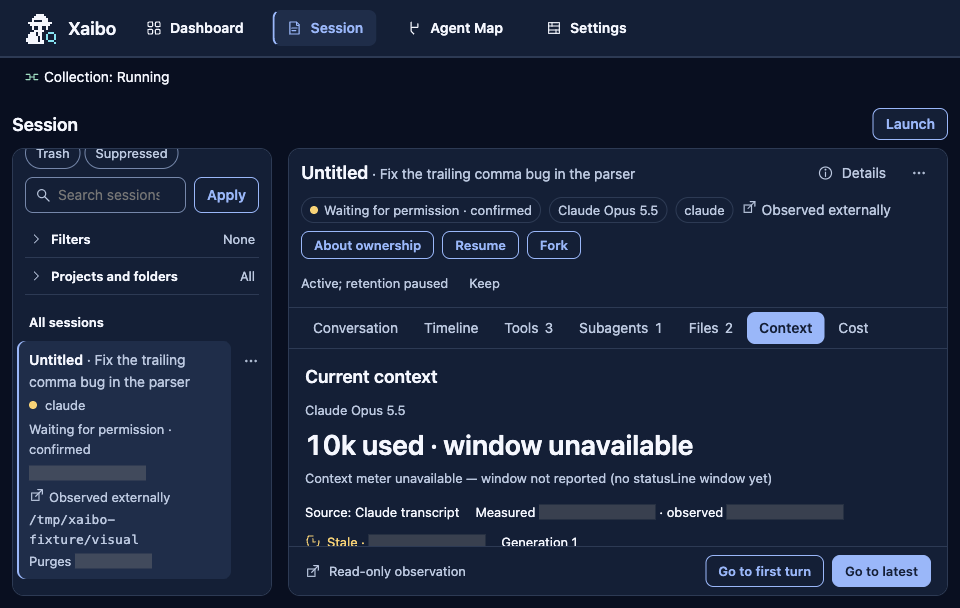 Xaibo Dashboard Session Agent Map Settings
Collection: Running
Session
Launch
Trash Suppressed
Search sessions Apply
Filters None
Projects and folders All
All sessions
Untitled · Fix the trailing
comma bug in the parser
claude
Waiting for permission ·
confirmed
Observed externally
/tmp/xaibo-
fixture/visual
Purges
Untitled · Fix the trailing comma bug in the parser
Details
Waiting for permission · confirmed Claude Opus 5.5 claude Observed externally
About ownership Resume Fork
Active; retention paused Keep
Conversation Timeline Tools 3 Subagents 1 Files 2 Context Cost
Current context
Claude Opus 5.5
10k used · window unavailable
Context meter unavailable — window not reported (no statusLine window yet)
Source: Claude transcript Measured · observed
Stale · Generation 1
Read-only observation Go to first turn Go to latest